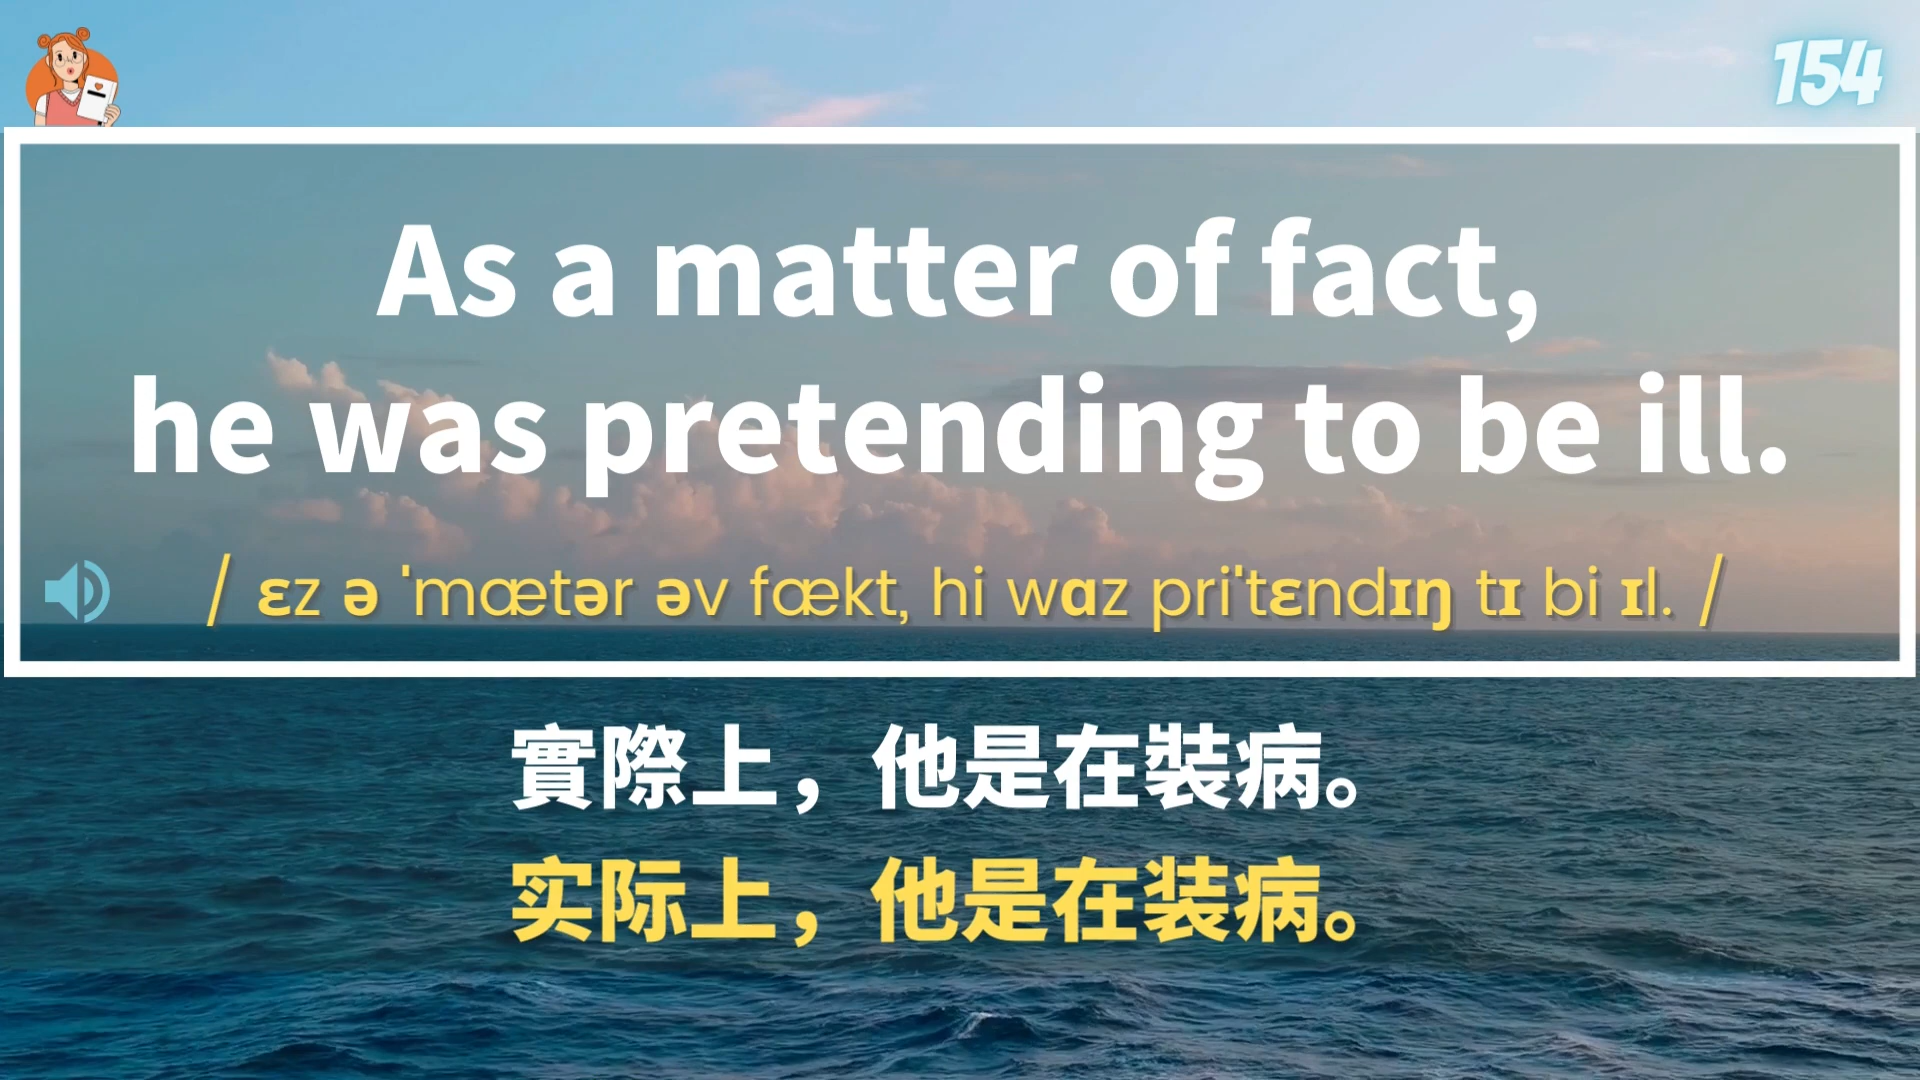 154
As a matter of fact,
he was pretending to be ill.
/ ɛz ə ˈmætər əv fækt, hi wɑz priˈtɛndɪŋ tɪ bi ɪl. /
實際上，他是在裝病。
实际上，他是在装病。